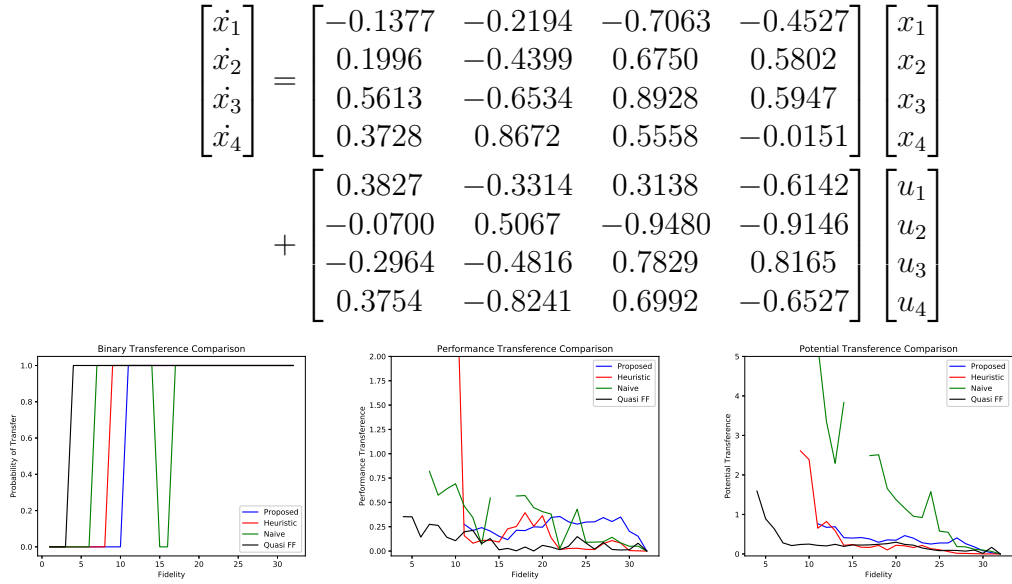 ẋ1 −0.1377 −0.2194 −0.7063 −0.4527 x1
ẋ2 0.1996 −0.4399 0.6750 0.5802 x2
=
ẋ3 0.5613 −0.6534 0.8928 0.5947 x3
ẋ4 0.3728 0.8672 0.5558 −0.0151 x4
0.3827 −0.3314 0.3138 −0.6142 u1
−0.0700 0.5067 −0.9480 −0.9146 u2
+
−0.2964 −0.4816 0.7829 0.8165 u3
0.3754 −0.8241 0.6992 −0.6527 u4
Binary Transference Comparison
Probability of Transfer
1.0
0.8
0.6
0.4
0.2
0.0
Proposed
Heuristic
Naive
Quasi FF
0 5 10 15 20 25 30
Fidelity
Performance Transference Comparison
Performance Transference
2.00
1.75
1.50
1.25
1.00
0.75
0.50
0.25
0.00
Proposed
Heuristic
Naive
Quasi FF
5 10 15 20 25 30
Fidelity
Potential Transference Comparison
Potential Transference
5
4
3
2
1
0
Proposed
Heuristic
Naive
Quasi FF
5 10 15 20 25 30
Fidelity